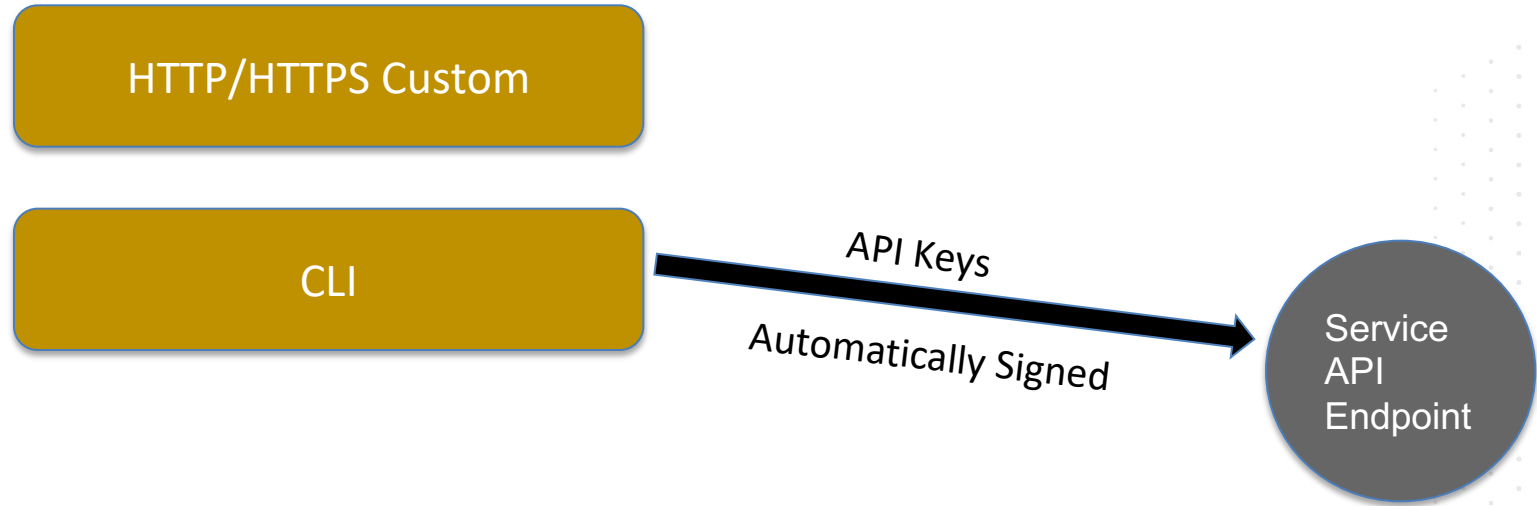 HTTP/HTTPS Custom
CLI
API Keys
Automatically Signed
Service
API
Endpoint